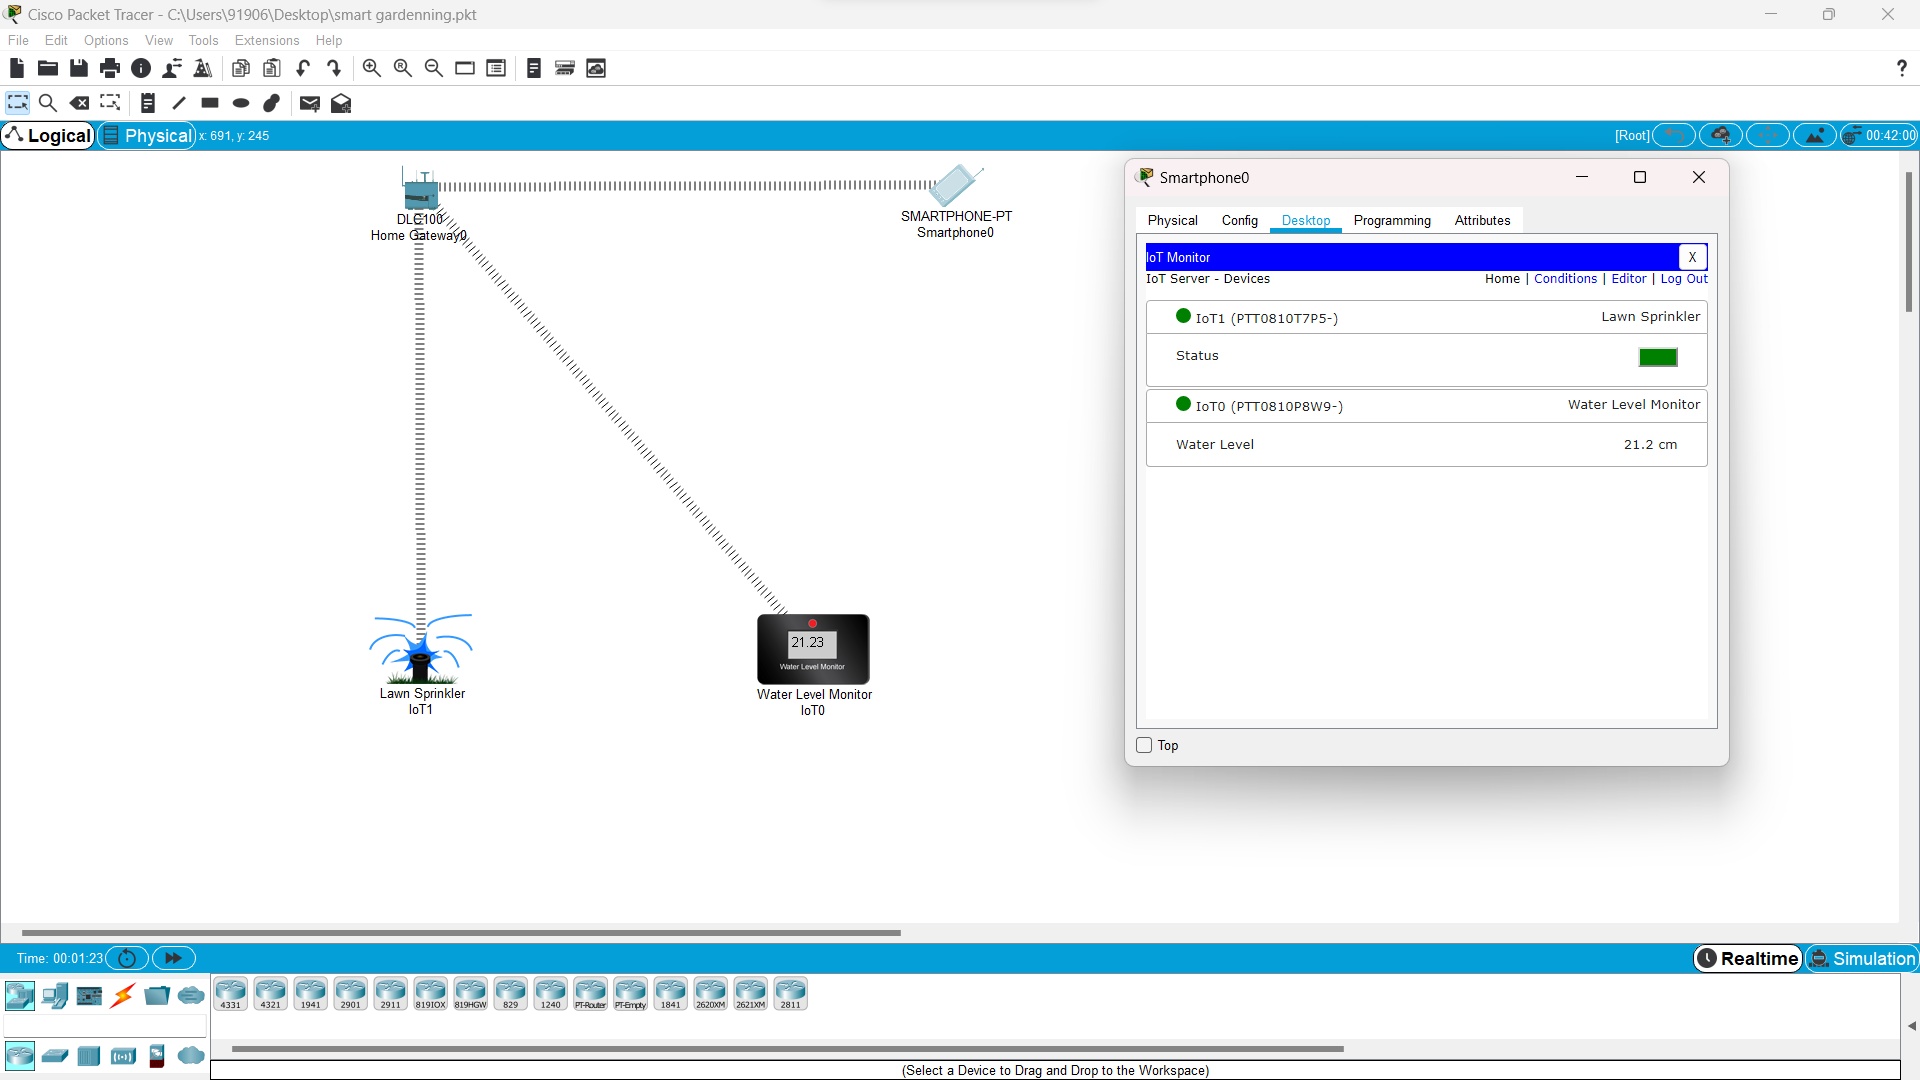 Cisco Packet Tracer - C:\Users\91906\Desktop\smart gardenning.pkt
File Edit Options View Tools Extensions Help
?
Logical Physical x: 691, y: 245 [Root] 00:42:00
DLC100
Home Gateway0
SMARTPHONE-PT
Smartphone0
Lawn Sprinkler
IoT1
21.23
Water Level Monitor
Water Level Monitor
IoT0
Smartphone0
Physical Config Desktop Programming Attributes
IoT Monitor X
IoT Server - Devices Home | Conditions | Editor | Log Out
IoT1 (PTT0810T7P5-) Lawn Sprinkler
Status
IoT0 (PTT0810P8W9-) Water Level Monitor
Water Level 21.2 cm
Top
Time: 00:01:23 Realtime Simulation
4331 4321 1941 2901 2911 819IOX 819HGW 829 1240 PT-Router PT-Empty 1841 2620XM 2621XM 2811
(Select a Device to Drag and Drop to the Workspace)